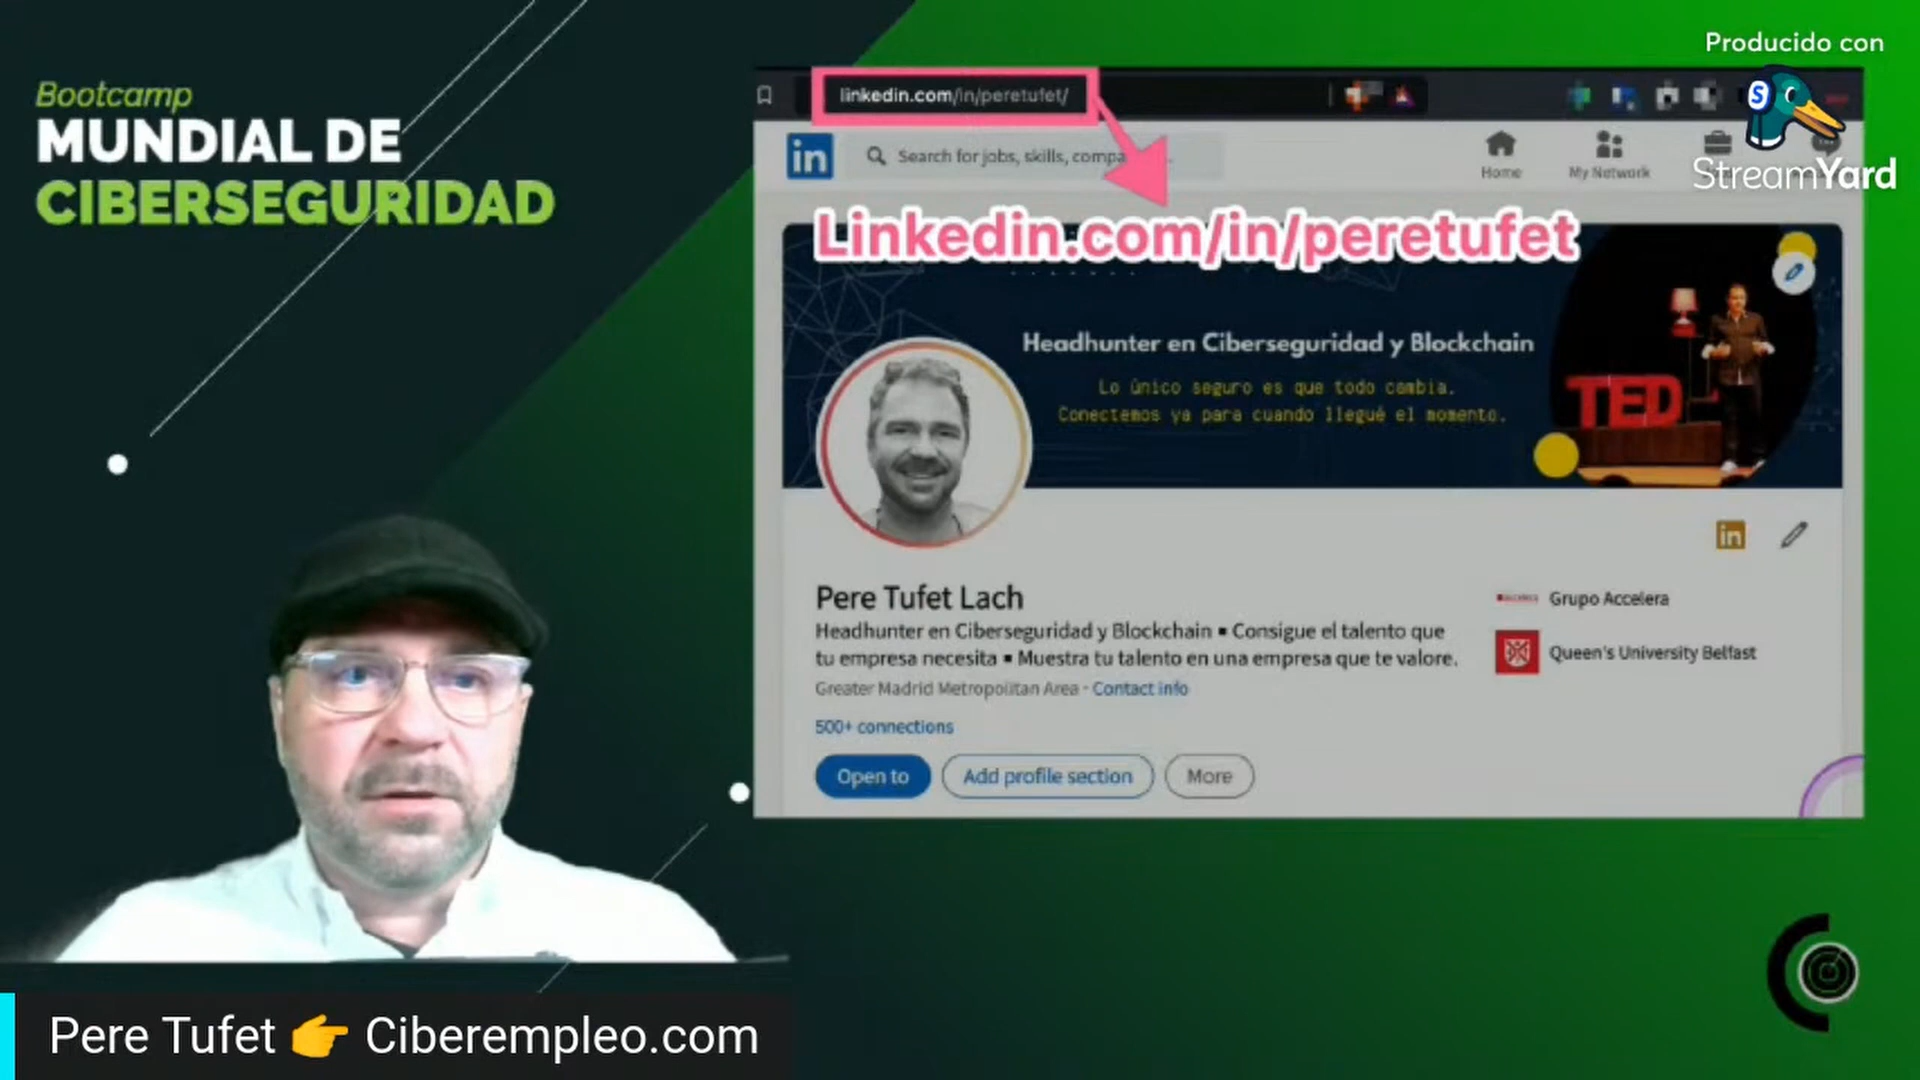 Producido con
StreamYard
Bootcamp
MUNDIAL DE
CIBERSEGURIDAD
linkedin.com/in/peretufet/
in
Search for jobs, skills, compa
Home
My Network
Linkedin.com/in/peretufet
Headhunter en Ciberseguridad y Blockchain
Lo único seguro es que todo cambia.
Conectemos ya para cuando llegué el momento.
TED
in
Pere Tufet Lach
Headhunter en Ciberseguridad y Blockchain ▪ Consigue el talento que
tu empresa necesita ▪ Muestra tu talento en una empresa que te valore.
Greater Madrid Metropolitan Area · Contact info
500+ connections
Grupo Accelera
Queen's University Belfast
Open to
Add profile section
More
Pere Tufet 👉 Ciberempleo.com